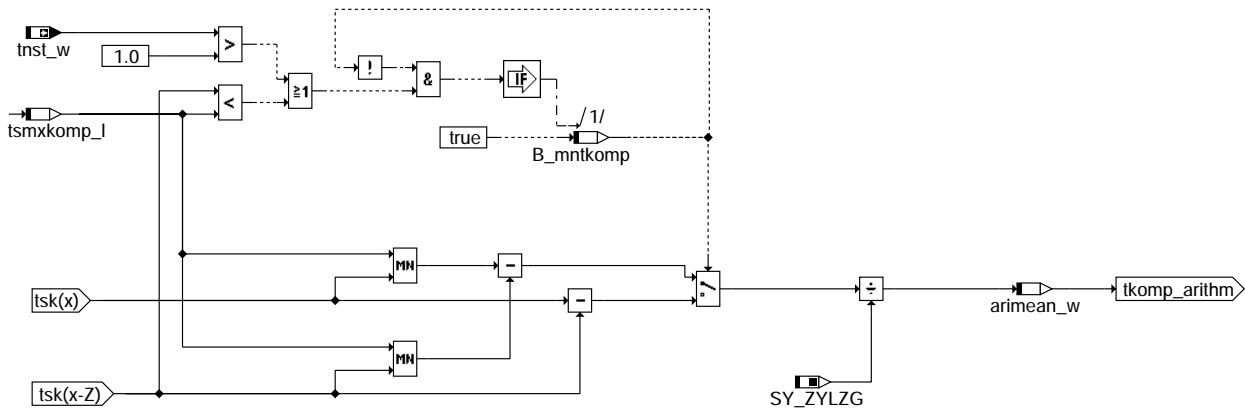 tnst_w
1.0
>
!
&
IF
<
≥1
tsmxkomp_l
/1/
true
B_mntkomp
MN
−
tsk(x)
−
÷
arimean_w
tkomp_arithm
MN
tsk(x-Z)
SY_ZYLZG